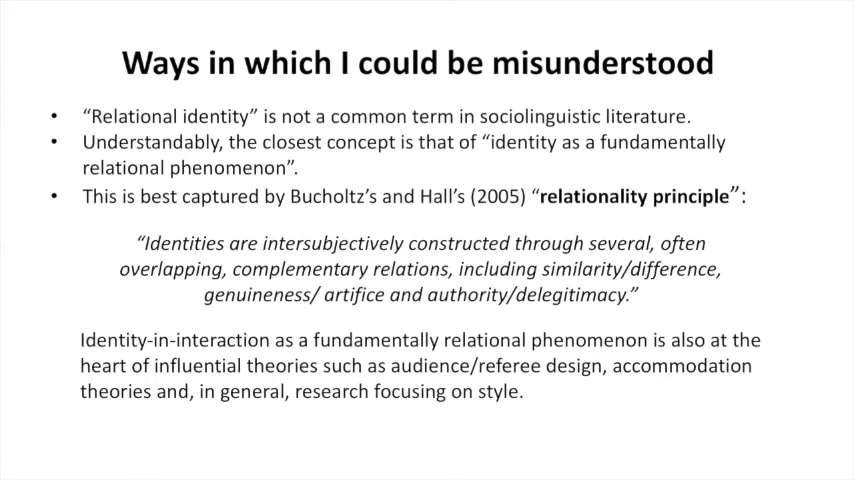 Ways in which I could be misunderstood
• “Relational identity” is not a common term in sociolinguistic literature.
• Understandably, the closest concept is that of “identity as a fundamentally
relational phenomenon”.
• This is best captured by Bucholtz’s and Hall’s (2005) “relationality principle”:
“Identities are intersubjectively constructed through several, often
overlapping, complementary relations, including similarity/difference,
genuineness/ artifice and authority/delegitimacy.”
Identity-in-interaction as a fundamentally relational phenomenon is also at the
heart of influential theories such as audience/referee design, accommodation
theories and, in general, research focusing on style.